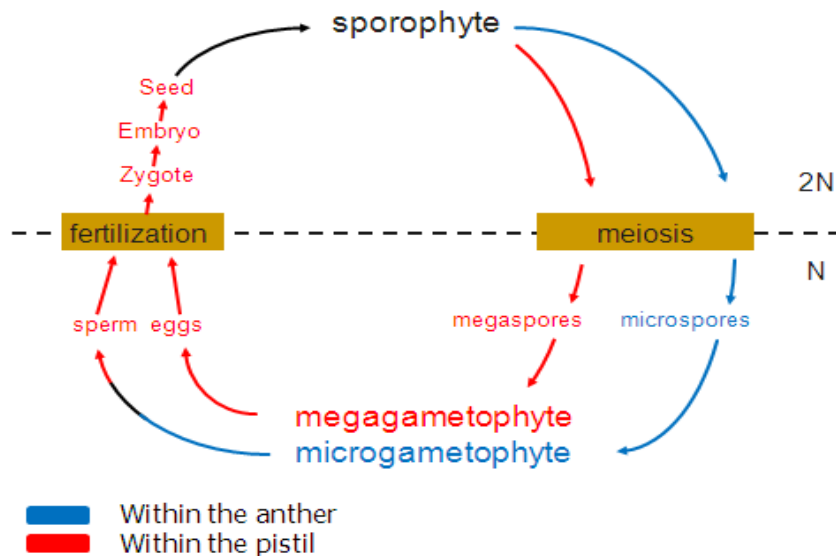 sporophyte
Seed
Embryo
Zygote
2N
fertilization
meiosis
N
sperm eggs
megaspores
microspores
megagametophyte
microgametophyte
Within the anther
Within the pistil